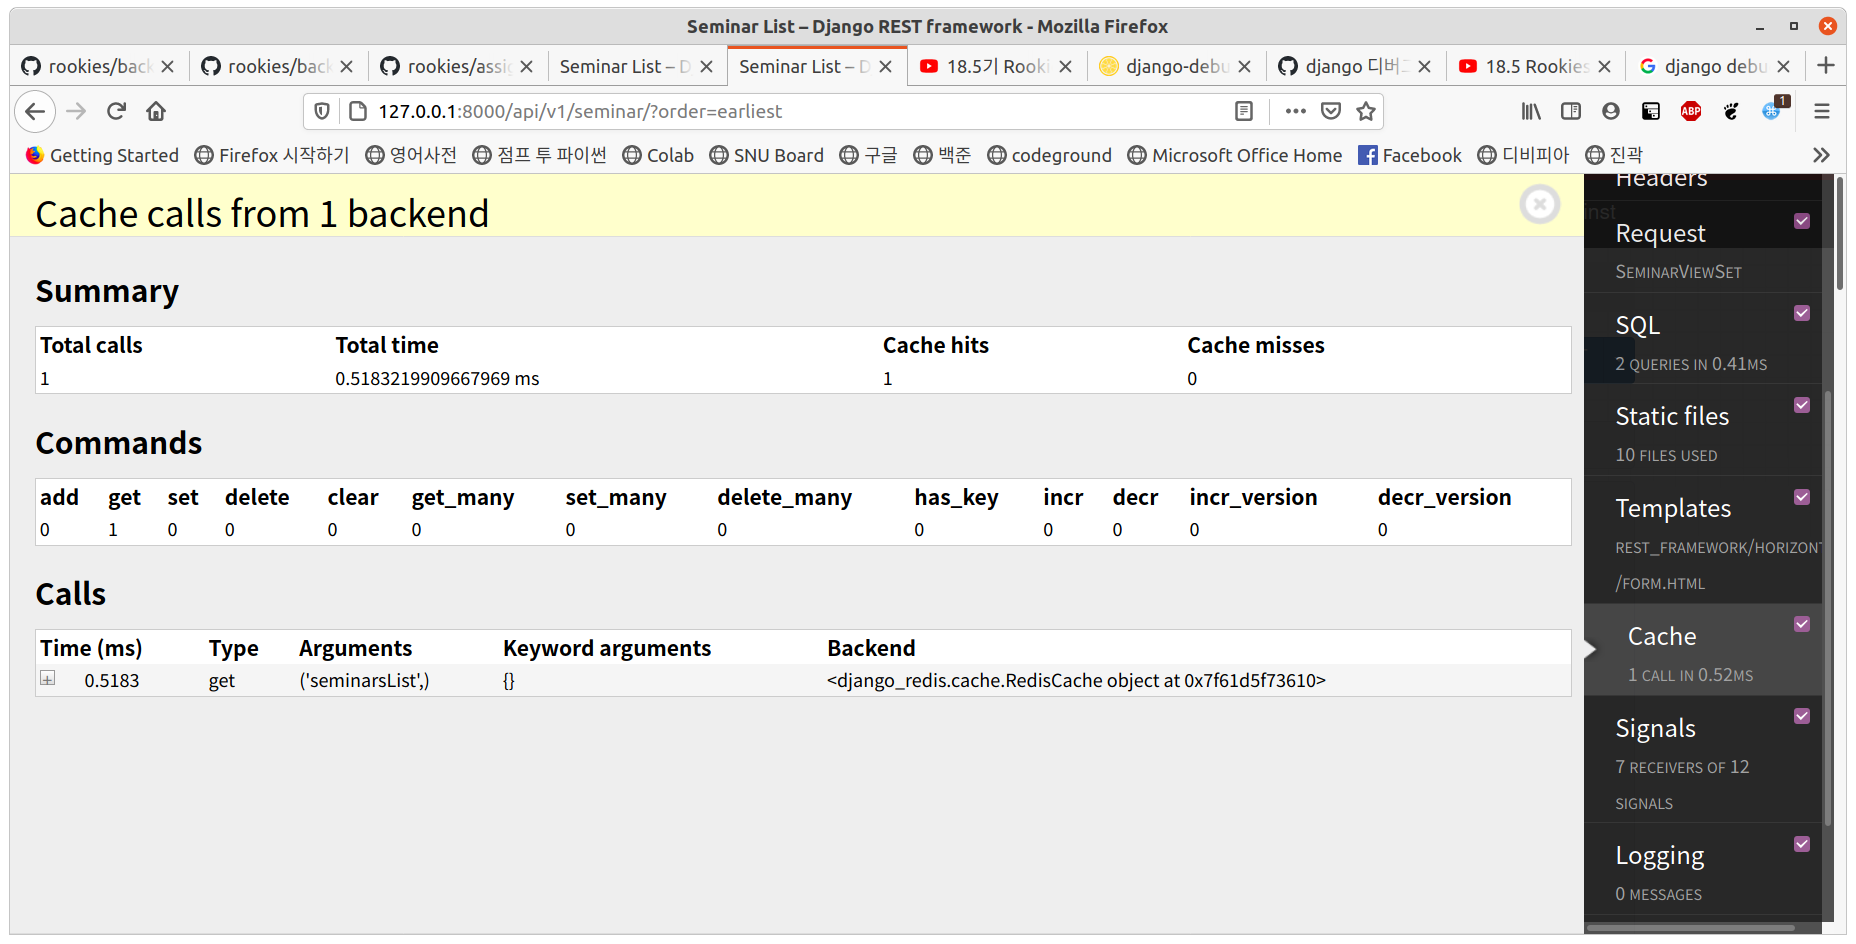 Seminar List – Django REST framework - Mozilla Firefox
rookies/back rookies/back rookies/assig Seminar List – D Seminar List – D 18.5기 Rooki django-debu django 디버그 18.5 Rookies django debu
127.0.0.1:8000/api/v1/seminar/?order=earliest
ABP 1
Getting Started Firefox 시작하기 영어사전 점프 투 파이썬 Colab SNU Board 구글 백준 codeground Microsoft Office Home Facebook 디비피아 진곽
Cache calls from 1 backend
Summary
Total calls Total time Cache hits Cache misses
1 0.5183219909667969 ms 1 0
Commands
add get set delete clear get_many set_many delete_many has_key incr decr incr_version decr_version
0 1 0 0 0 0 0 0 0 0 0 0 0
Calls
Time (ms) Type Arguments Keyword arguments Backend
0.5183 get ('seminarsList',) {} <django_redis.cache.RedisCache object at 0x7f61d5f73610>
Headers
inst
Request
SEMINARVIEWSET
SQL
2 QUERIES IN 0.41MS
Static files
10 FILES USED
Templates
REST_FRAMEWORK/HORIZONT
/FORM.HTML
Cache
1 CALL IN 0.52MS
Signals
7 RECEIVERS OF 12
SIGNALS
Logging
0 MESSAGES